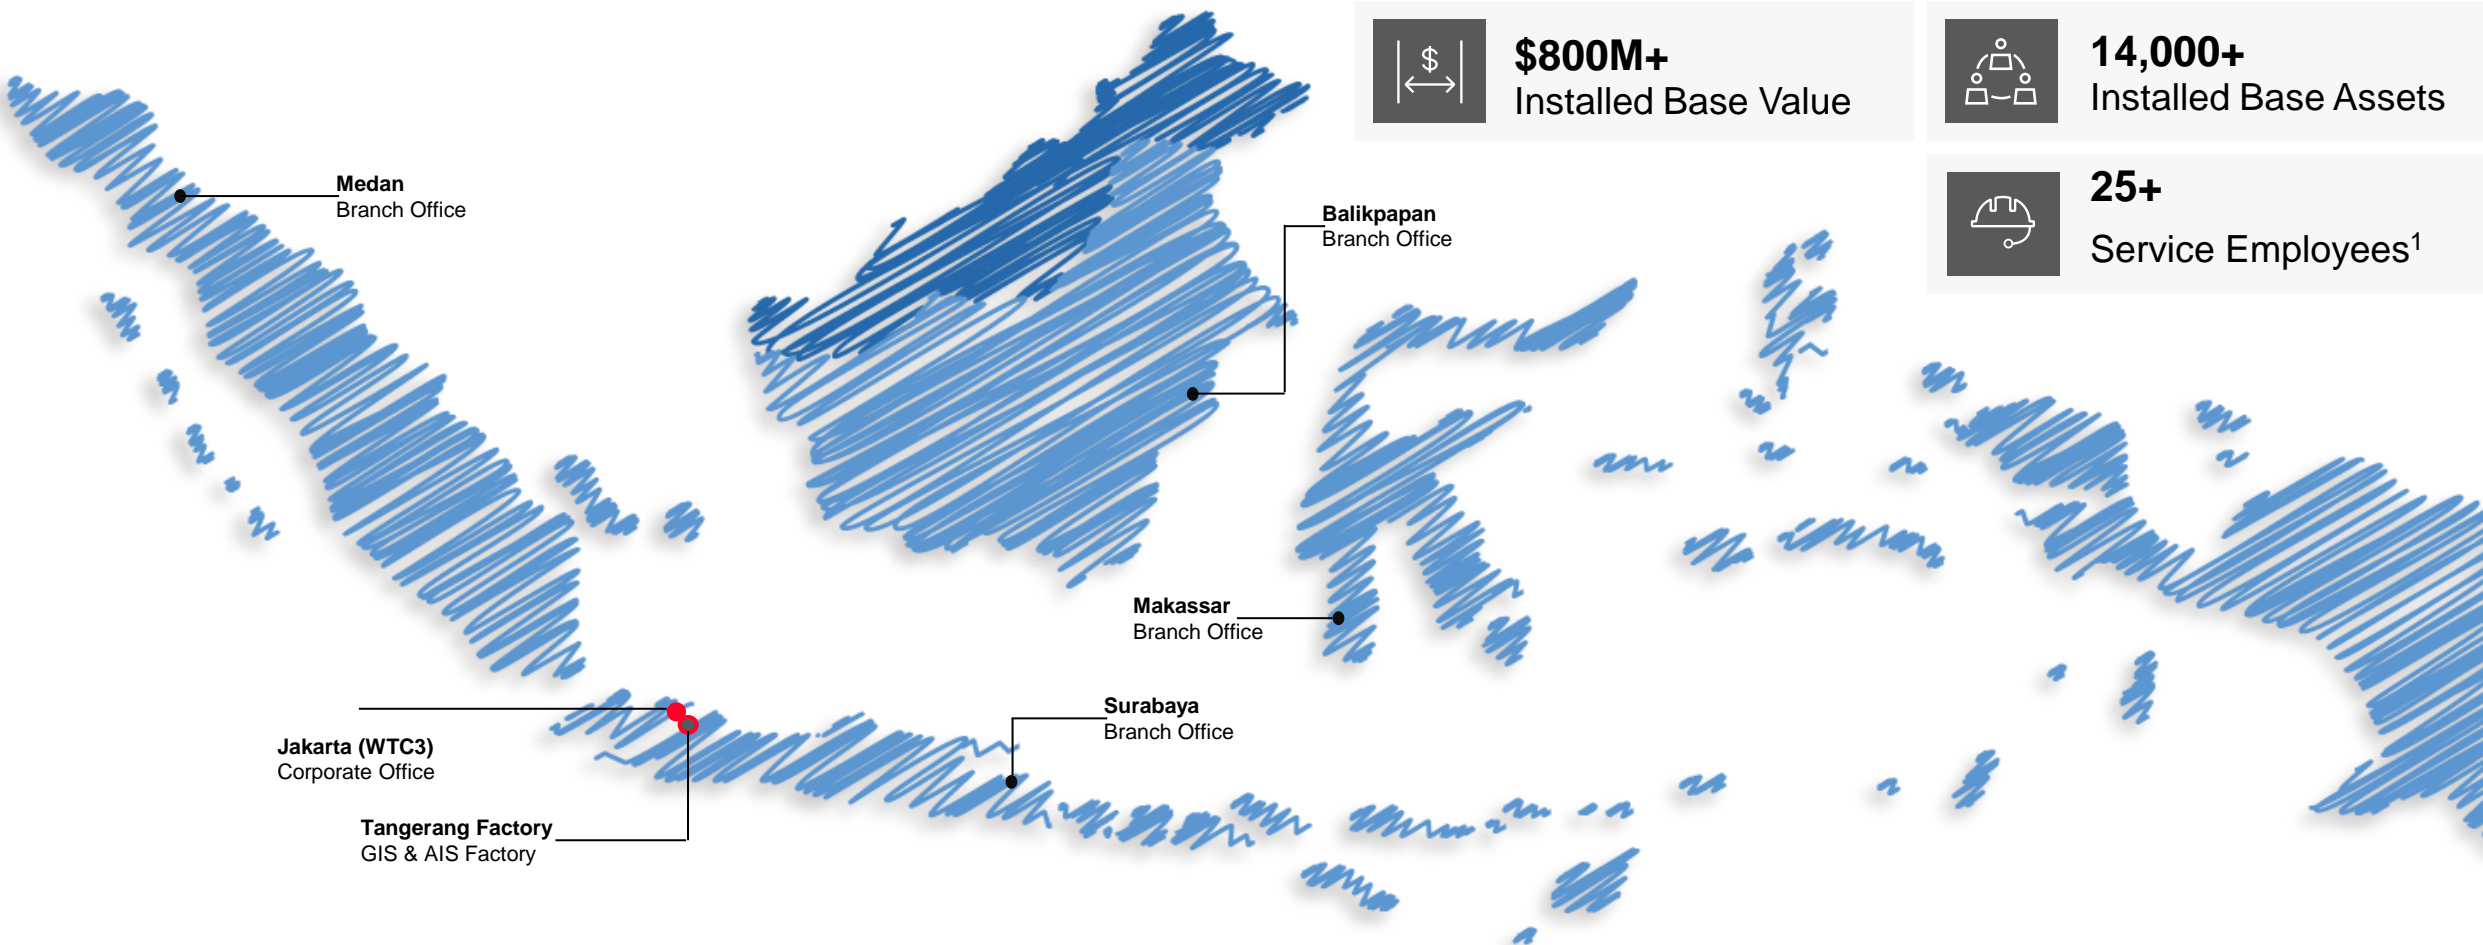 $
$800M+
Installed Base Value
14,000+
Installed Base Assets
25+
Service Employees¹
Medan
Branch Office
Balikpapan
Branch Office
Makassar
Branch Office
Surabaya
Branch Office
Jakarta (WTC3)
Corporate Office
Tangerang Factory
GIS & AIS Factory